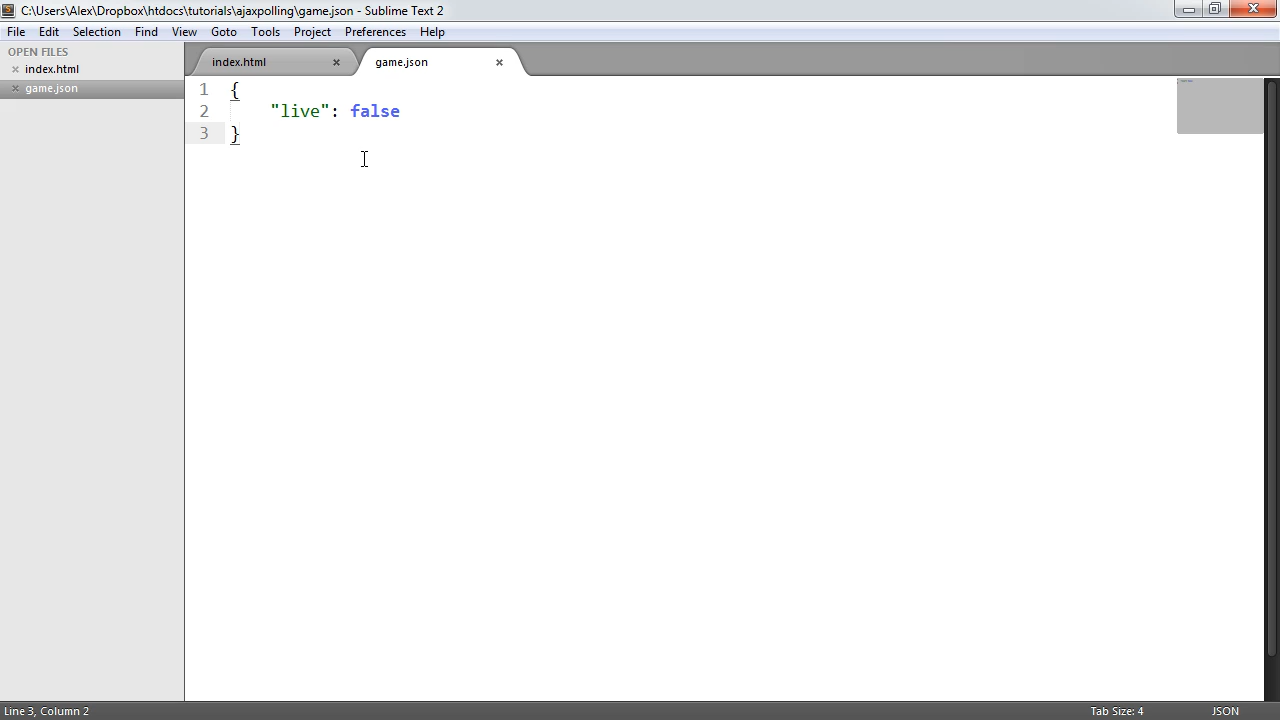 C:\Users\Alex\Dropbox\htdocs\tutorials\ajaxpolling\game.json - Sublime Text 2
File Edit Selection Find View Goto Tools Project Preferences Help
OPEN FILES
index.html
game.json
index.html game.json
1 {
2 "live": false
3 }
Line 3, Column 2 Tab Size: 4 JSON